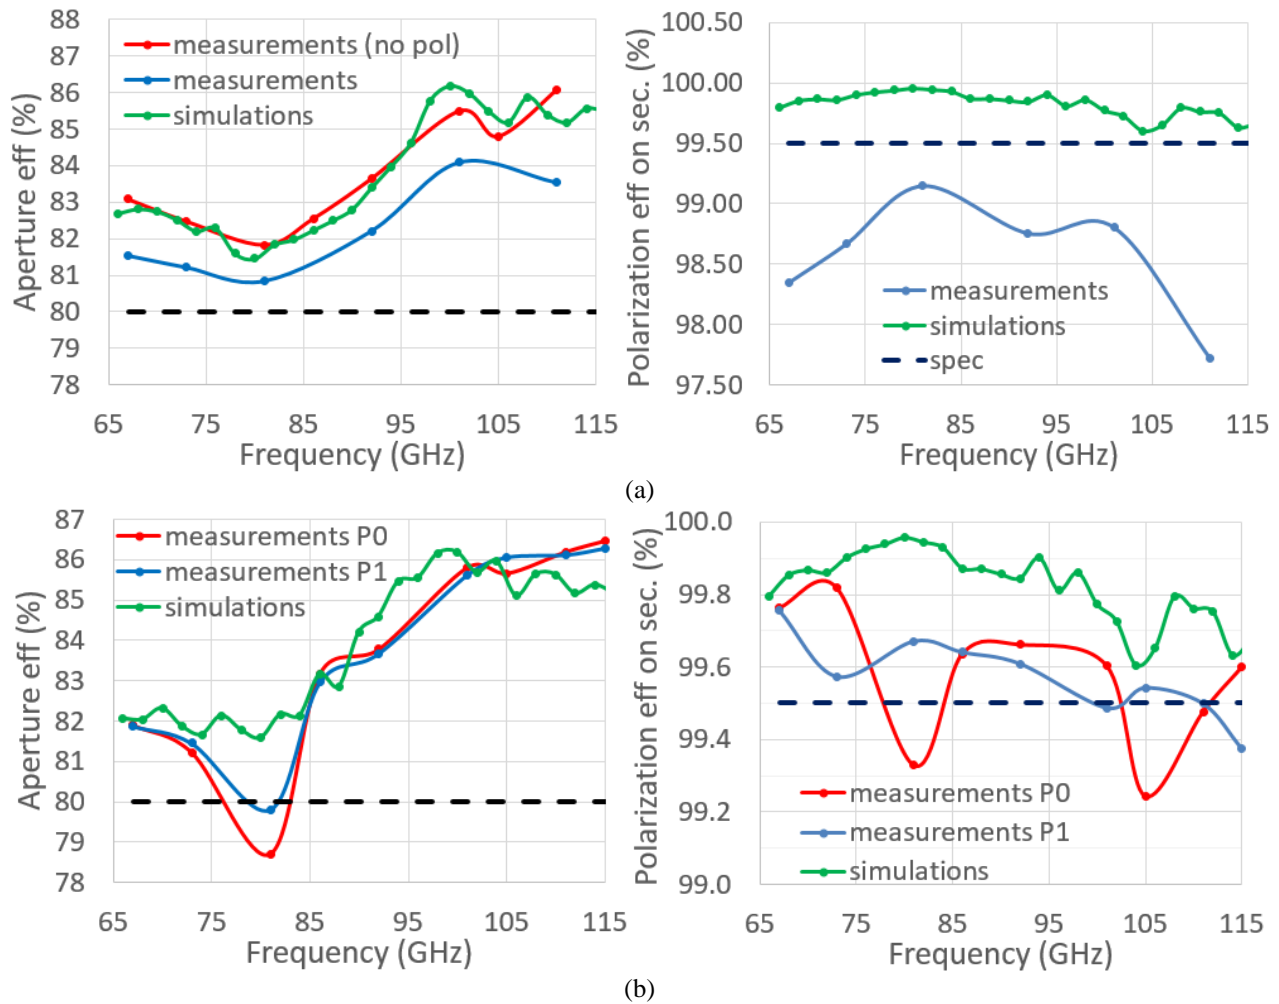 88
87
86
85
84
83
82
81
80
79
78
Aperture eff (%)
measurements (no pol)
measurements
simulations
65 75 85 95 105 115
Frequency (GHz)
100.50
100.00
99.50
99.00
98.50
98.00
97.50
Polarization eff on sec. (%)
measurements
simulations
spec
65 75 85 95 105 115
Frequency (GHz)
(a)
87
86
85
84
83
82
81
80
79
78
Aperture eff (%)
measurements P0
measurements P1
simulations
65 75 85 95 105 115
Frequency (GHz)
100.0
99.8
99.6
99.4
99.2
99.0
Polarization eff on sec. (%)
measurements P0
measurements P1
simulations
65 75 85 95 105 115
Frequency (GHz)
(b)